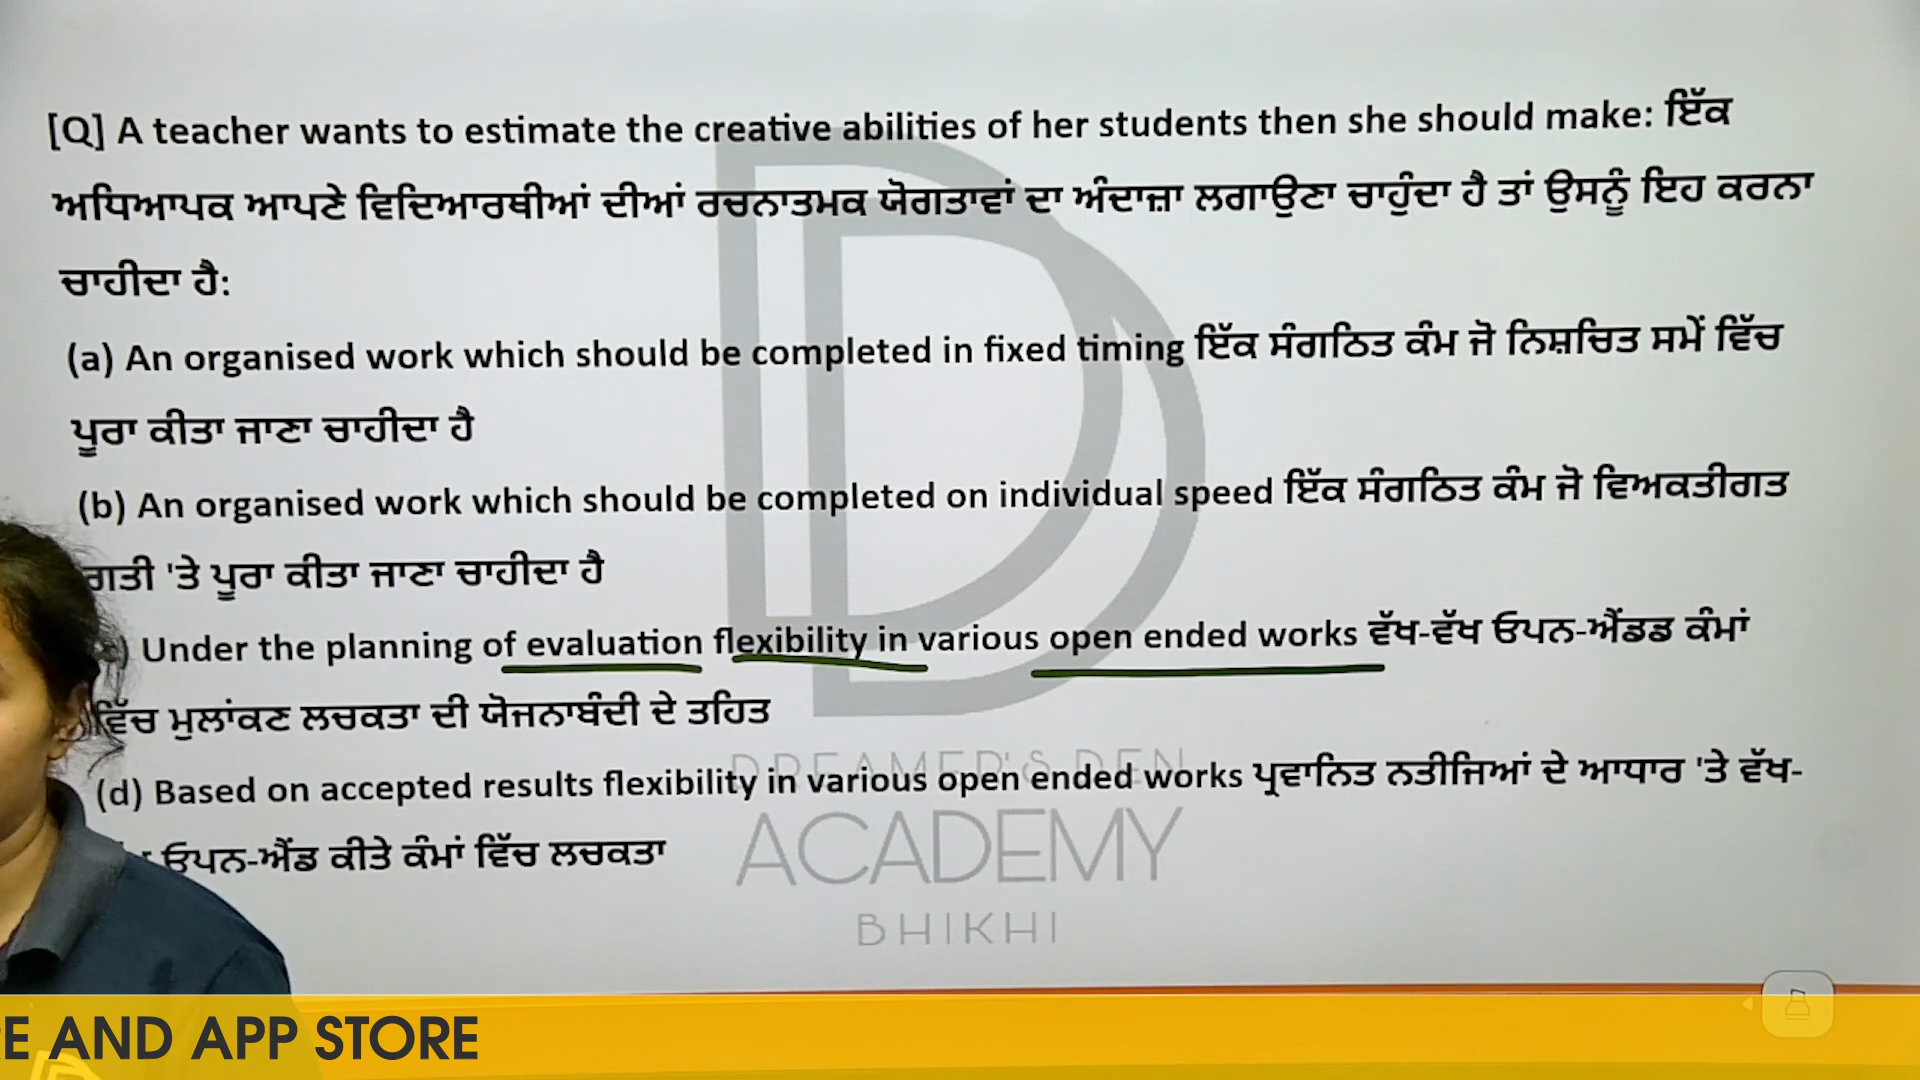 [Q] A teacher wants to estimate the creative abilities of her students then she should make: ਇੱਕ
ਅਧਿਆਪਕ ਆਪਣੇ ਵਿਦਿਆਰਥੀਆਂ ਦੀਆਂ ਰਚਨਾਤਮਕ ਯੋਗਤਾਵਾਂ ਦਾ ਅੰਦਾਜ਼ਾ ਲਗਾਉਣਾ ਚਾਹੁੰਦਾ ਹੈ ਤਾਂ ਉਸਨੂੰ ਇਹ ਕਰਨਾ
ਚਾਹੀਦਾ ਹੈ:
(a) An organised work which should be completed in fixed timing ਇੱਕ ਸੰਗਠਿਤ ਕੰਮ ਜੋ ਨਿਸ਼ਚਿਤ ਸਮੇਂ ਵਿੱਚ
ਪੂਰਾ ਕੀਤਾ ਜਾਣਾ ਚਾਹੀਦਾ ਹੈ
(b) An organised work which should be completed on individual speed ਇੱਕ ਸੰਗਠਿਤ ਕੰਮ ਜੋ ਵਿਅਕਤੀਗਤ
ਗਤੀ 'ਤੇ ਪੂਰਾ ਕੀਤਾ ਜਾਣਾ ਚਾਹੀਦਾ ਹੈ
) Under the planning of evaluation flexibility in various open ended works ਵੱਖ-ਵੱਖ ਓਪਨ-ਐਂਡਡ ਕੰਮਾਂ
ਵਿੱਚ ਮੁਲਾਂਕਣ ਲਚਕਤਾ ਦੀ ਯੋਜਨਾਬੰਦੀ ਦੇ ਤਹਿਤ
(d) Based on accepted results flexibility in various open ended works ਪ੍ਰਵਾਨਿਤ ਨਤੀਜਿਆਂ ਦੇ ਆਧਾਰ 'ਤੇ ਵੱਖ-
ਓਪਨ-ਐਂਡ ਕੀਤੇ ਕੰਮਾਂ ਵਿੱਚ ਲਚਕਤਾ
DREAMER'S DEN
ACADEMY
BHIKHI
E AND APP STORE